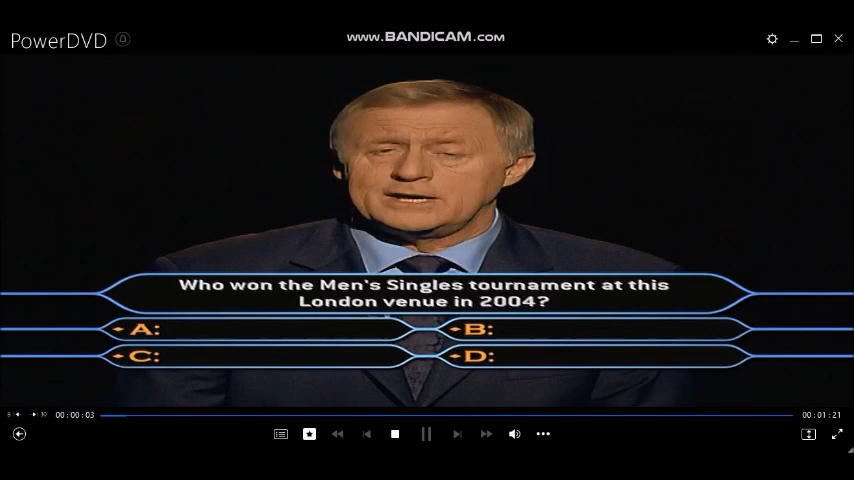 www.BANDICAM.com
PowerDVD
Who won the Men's Singles tournament at this
London venue in 2004?
A:
B:
C:
D:
00:00:03
00:01:21